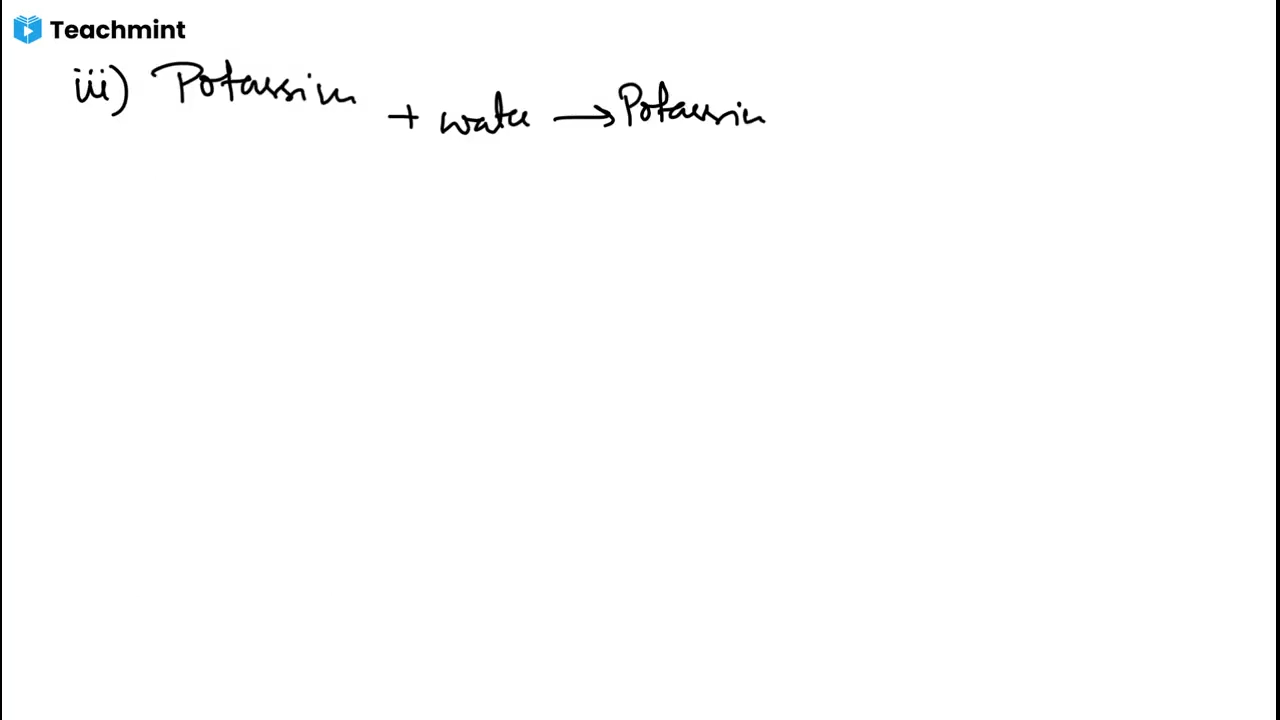 Teachmint
iii) Potassium + water → Potassium